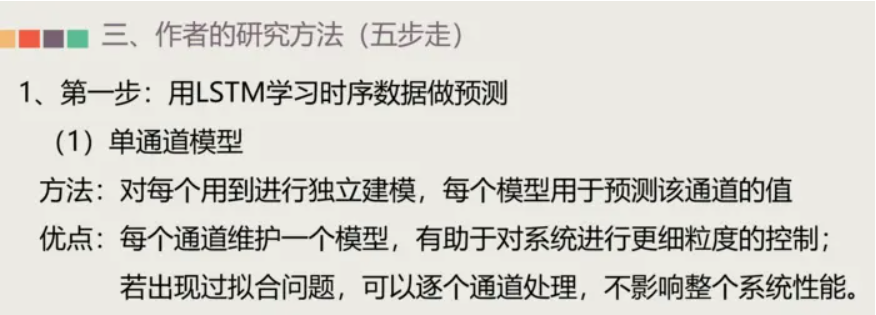 三、作者的研究方法（五步走）
1、第一步：用LSTM学习时序数据做预测
（1）单通道模型
方法：对每个用到进行独立建模，每个模型用于预测该通道的值
优点：每个通道维护一个模型，有助于对系统进行更细粒度的控制；
若出现过拟合问题，可以逐个通道处理，不影响整个系统性能。